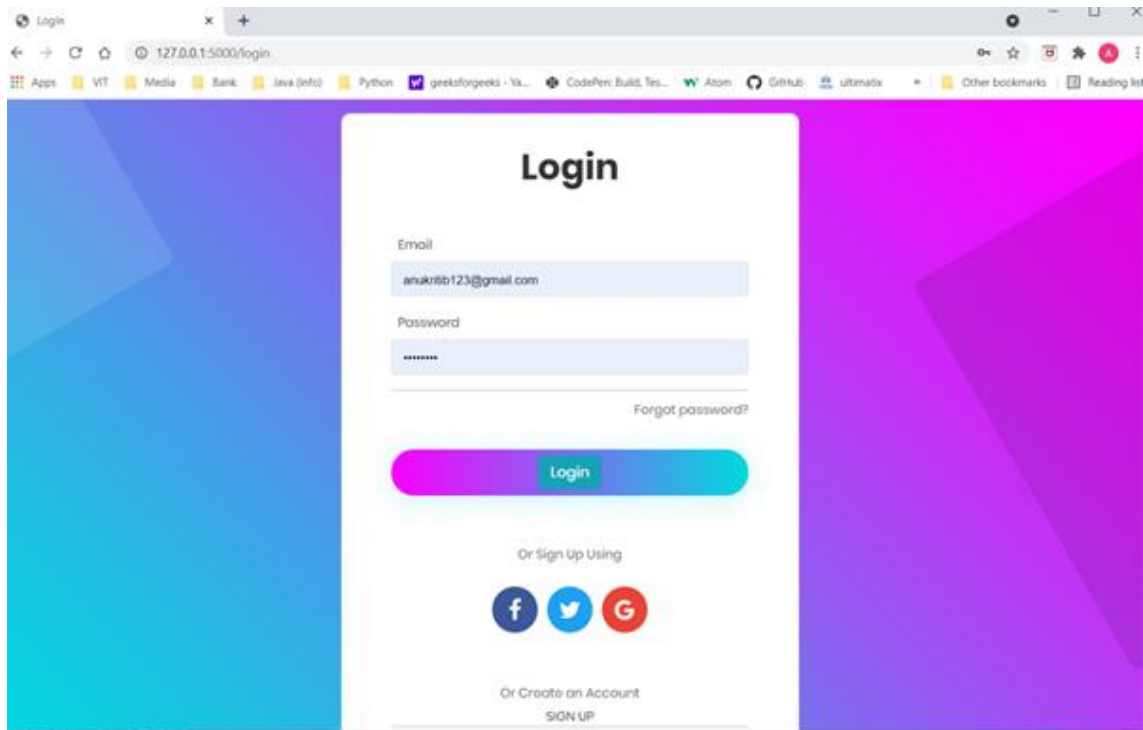 Login
127.0.0.1:5000/login
Apps VIT Media Bank Java (info) Python geeksforgeeks - Ya... CodePen: Build, Tes... Atom GitHub ultimatix » Other bookmarks Reading list
Login
Email
anukritib123@gmail.com
Password
Forgot password?
Login
Or Sign Up Using
f G
Or Create an Account
SIGN UP